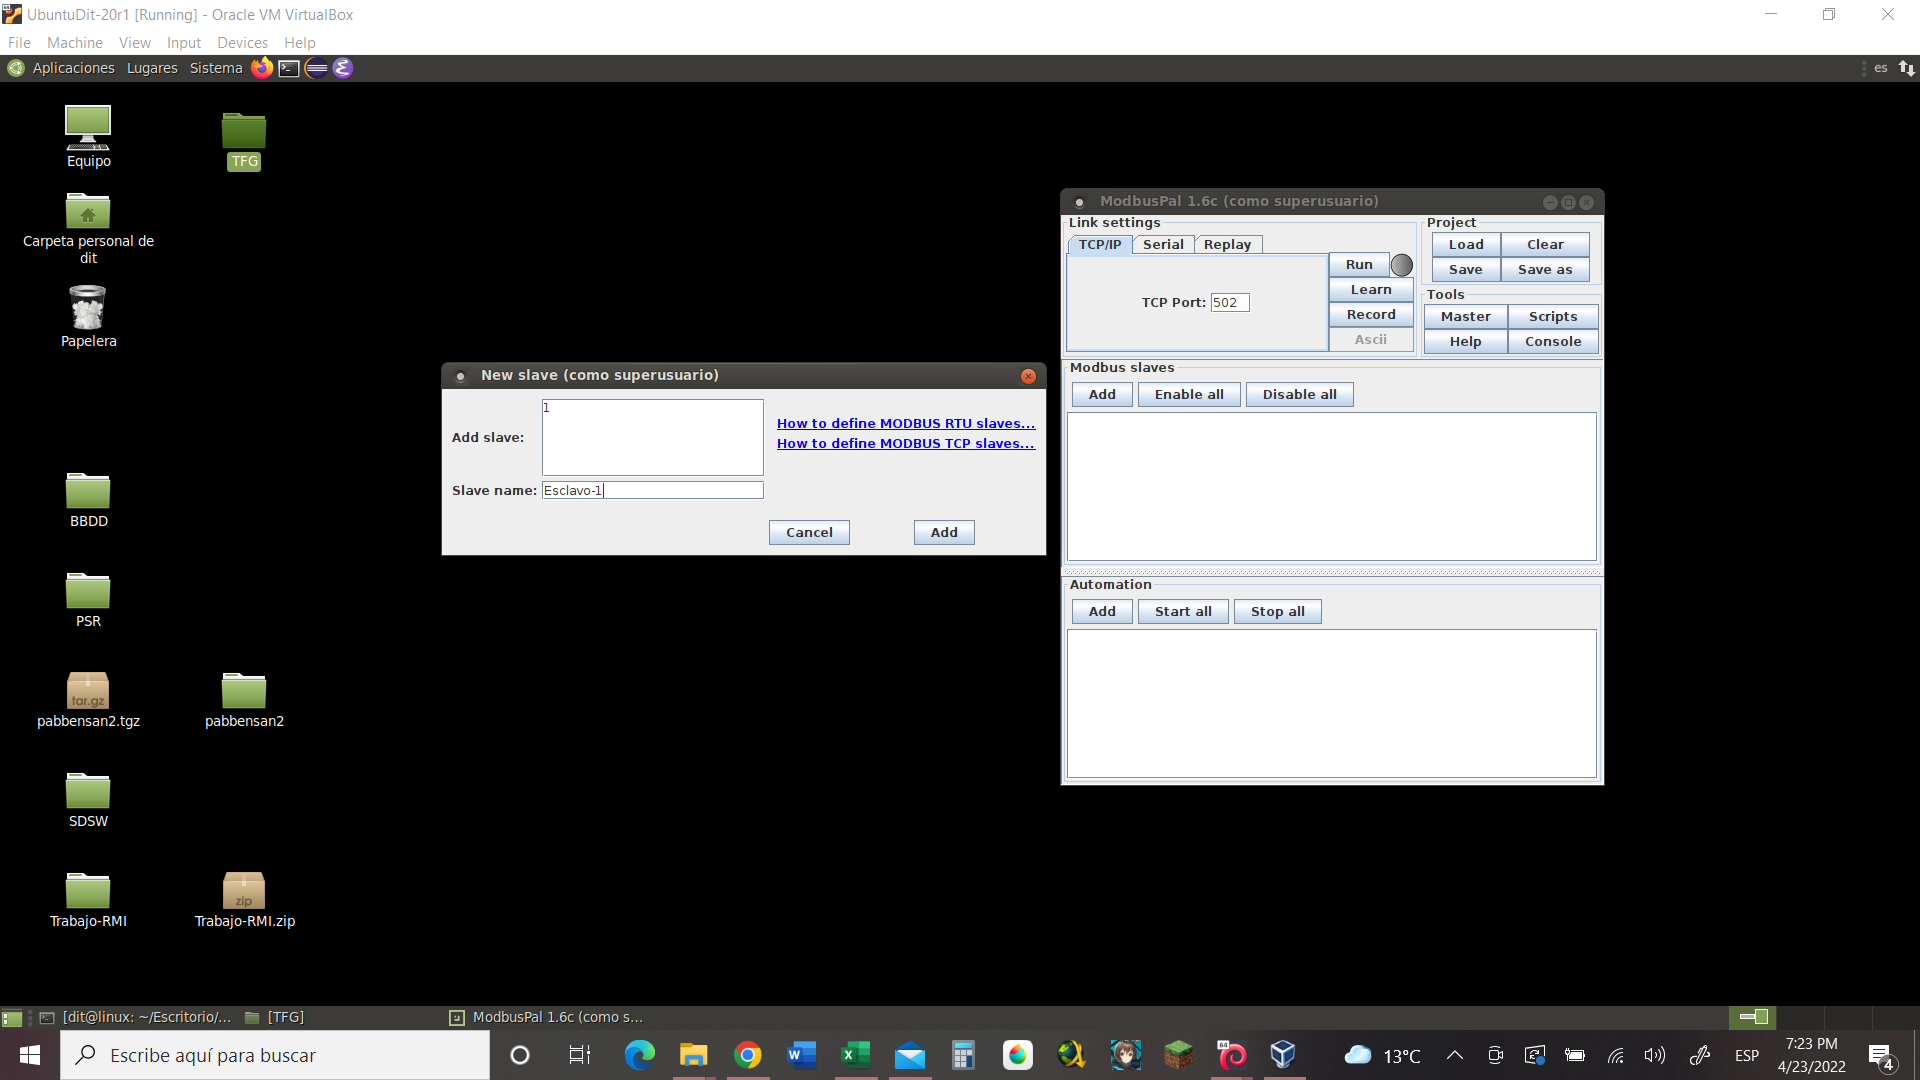 UbuntuDit-20r1 [Running] - Oracle VM VirtualBox
File Machine View Input Devices Help
Aplicaciones Lugares Sistema
es
Equipo
TFG
Carpeta personal de
dit
Papelera
BBDD
PSR
tar.gz
pabbensan2.tgz
pabbensan2
SDSW
Trabajo-RMI
zip
Trabajo-RMI.zip
New slave (como superusuario)
Add slave:
1
How to define MODBUS RTU slaves...
How to define MODBUS TCP slaves...
Slave name: Esclavo-1
Cancel
Add
ModbusPal 1.6c (como superusuario)
Link settings
TCP/IP Serial Replay
TCP Port: 502
Run
Learn
Record
Ascii
Project
Load Clear
Save Save as
Tools
Master Scripts
Help Console
Modbus slaves
Add Enable all Disable all
Automation
Add Start all Stop all
[dit@linux: ~/Escritorio/...
[TFG]
ModbusPal 1.6c (como s...
Escribe aquí para buscar
64
13°C
ESP
7:23 PM
4/23/2022
4